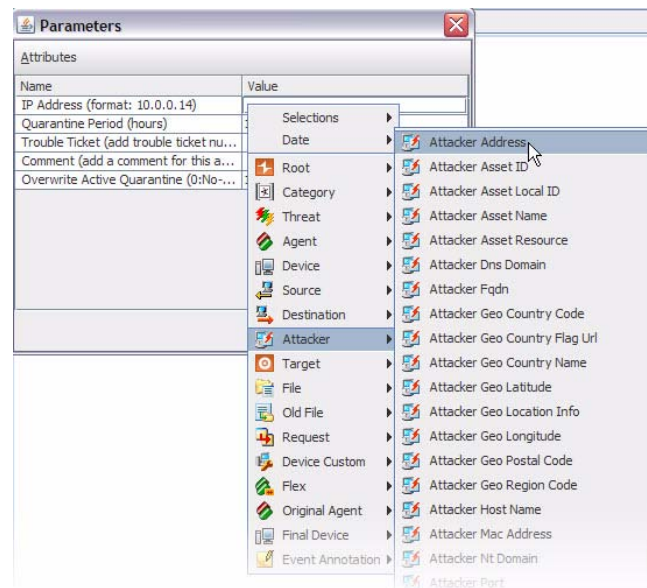 Parameters
Attributes
Name Value
IP Address (format: 10.0.0.14)
Quarantine Period (hours)
Trouble Ticket (add trouble ticket nu...
Comment (add a comment for this a...
Overwrite Active Quarantine (0:No-...
Selections
Date
Root
Category
Threat
Agent
Device
Source
Destination
Attacker
Target
File
Old File
Request
Device Custom
Flex
Original Agent
Final Device
Event Annotation
Attacker Address
Attacker Asset ID
Attacker Asset Local ID
Attacker Asset Name
Attacker Asset Resource
Attacker Dns Domain
Attacker Fqdn
Attacker Geo Country Code
Attacker Geo Country Flag Url
Attacker Geo Country Name
Attacker Geo Latitude
Attacker Geo Location Info
Attacker Geo Longitude
Attacker Geo Postal Code
Attacker Geo Region Code
Attacker Host Name
Attacker Mac Address
Attacker Nt Domain
Attacker Port